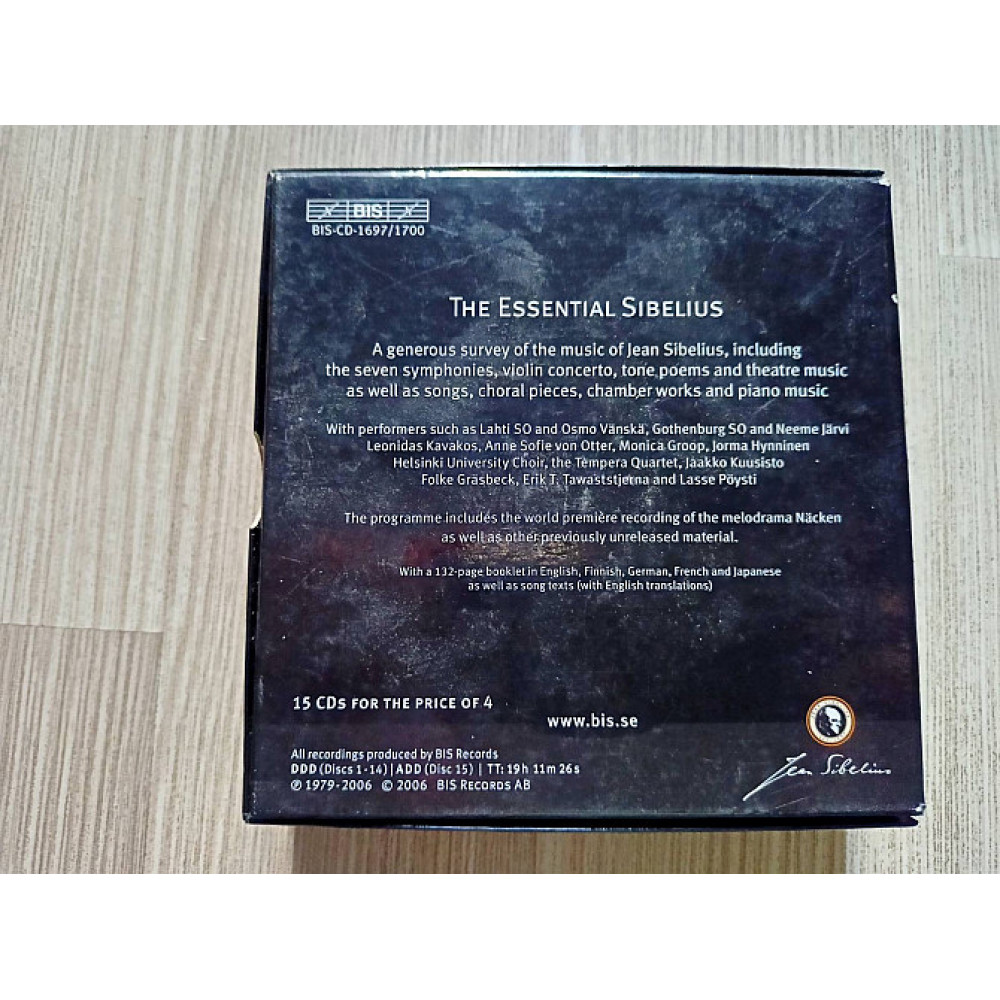 BIS
BIS-CD-1697/1700
THE ESSENTIAL SIBELIUS
A generous survey of the music of Jean Sibelius, including
the seven symphonies, violin concerto, tone poems and theatre music
as well as songs, choral pieces, chamber works and piano music
With performers such as Lahti SO and Osmo Vänskä, Gothenburg SO and Neeme Järvi
Leonidas Kavakos, Anne Sofie von Otter, Monica Groop, Jorma Hynninen
Helsinki University Choir, the Tempera Quartet, Jaakko Kuusisto
Folke Gräsbeck, Erik T. Tawaststjerna and Lasse Pöysti
The programme includes the world première recording of the melodrama Näcken
as well as other previously unreleased material.
With a 132-page booklet in English, Finnish, German, French and Japanese
as well as song texts (with English translations)
15 CDS FOR THE PRICE OF 4
www.bis.se
All recordings produced by BIS Records
DDD (Discs 1-14) | ADD (Disc 15) | TT: 19h 11m 26s
℗ 1979-2006 © 2006 BIS RECORDS AB
Jean Sibelius